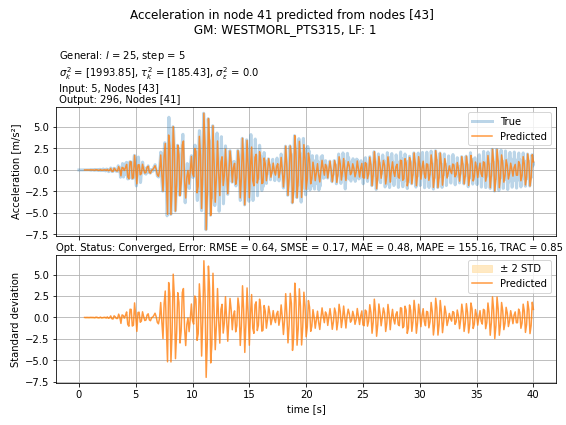 Acceleration in node 41 predicted from nodes [43]
GM: WESTMORL_PTS315, LF: 1
General: l = 25, step = 5
σ²ₖ = [1993.85], τ²ₖ = [185.43], σ²ε = 0.0
Input: 5, Nodes [43]
Output: 296, Nodes [41]
5.0
2.5
0.0
−2.5
−5.0
−7.5
Acceleration [m/s²]
True
Predicted
Opt. Status: Converged, Error: RMSE = 0.64, SMSE = 0.17, MAE = 0.48, MAPE = 155.16, TRAC = 0.85
5.0
2.5
0.0
−2.5
−5.0
−7.5
Standard deviation
± 2 STD
Predicted
0 5 10 15 20 25 30 35 40
time [s]